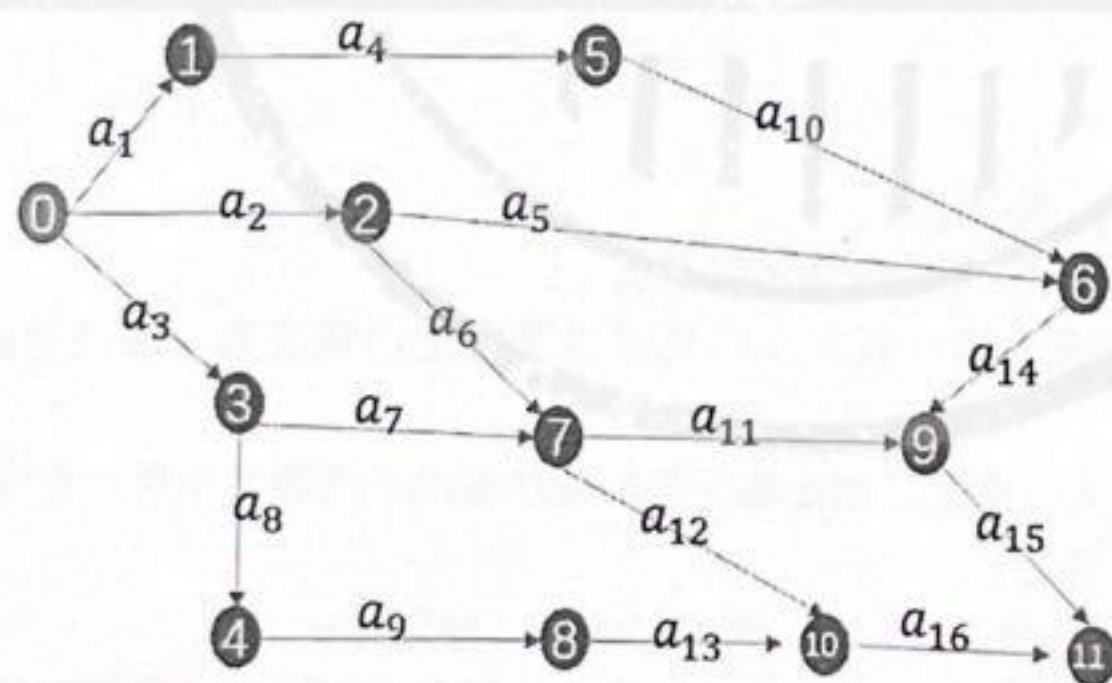 1 a₄ 5
a₁ a₁₀
0 a₂ 2 a₅
6
a₃ a₆ a₁₄
3 a₇ 7 a₁₁ 9
a₈ a₁₂ a₁₅
4 a₉ 8 a₁₃ 10 a₁₆ 11